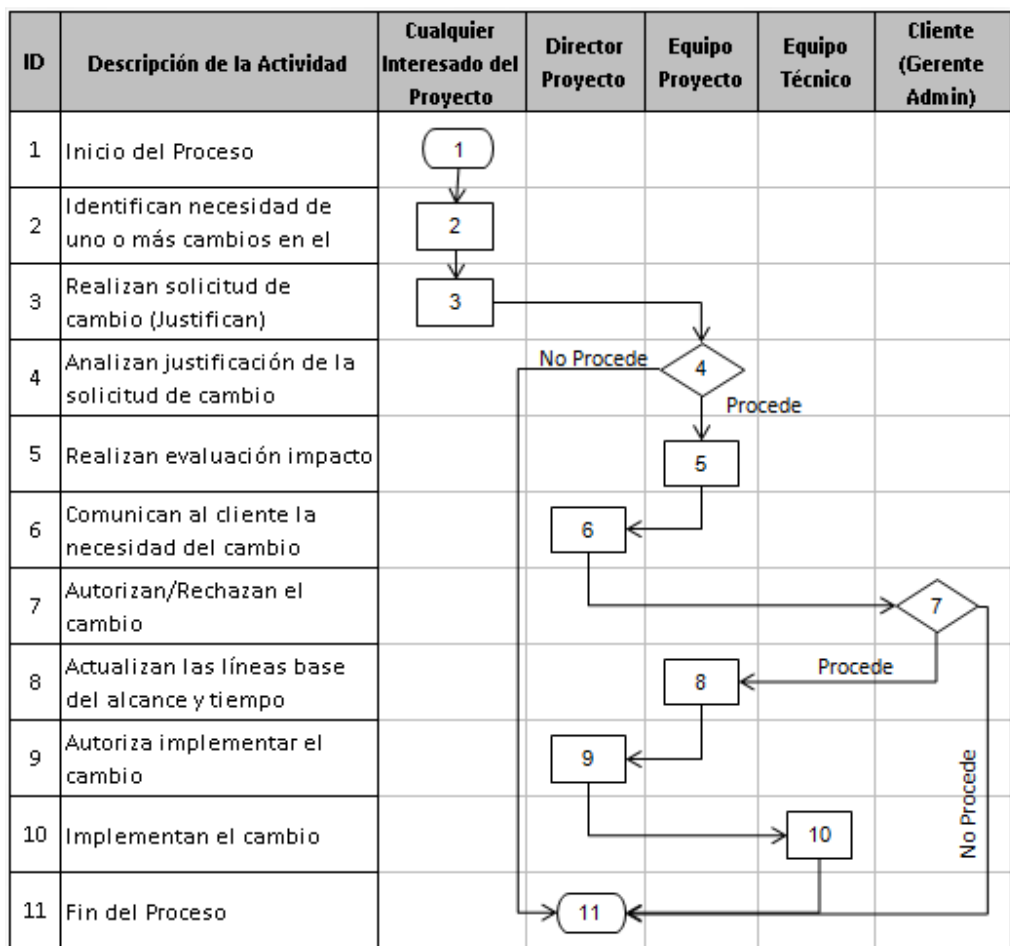 ID
Descripción de la Actividad
Cualquier
Interesado del
Proyecto
Director
Proyecto
Equipo
Proyecto
Equipo
Técnico
Cliente
(Gerente
Admin)
1
Inicio del Proceso
1
2
Identifican necesidad de
uno o más cambios en el
2
3
Realizan solicitud de
cambio (Justifican)
3
4
Analizan justificación de la
solicitud de cambio
No Procede
4
Procede
5
Realizan evaluación impacto
5
6
Comunican al cliente la
necesidad del cambio
6
7
Autorizan/Rechazan el
cambio
7
8
Actualizan las líneas base
del alcance y tiempo
8
Procede
9
Autoriza implementar el
cambio
9
No Procede
10
Implementan el cambio
10
11
Fin del Proceso
11